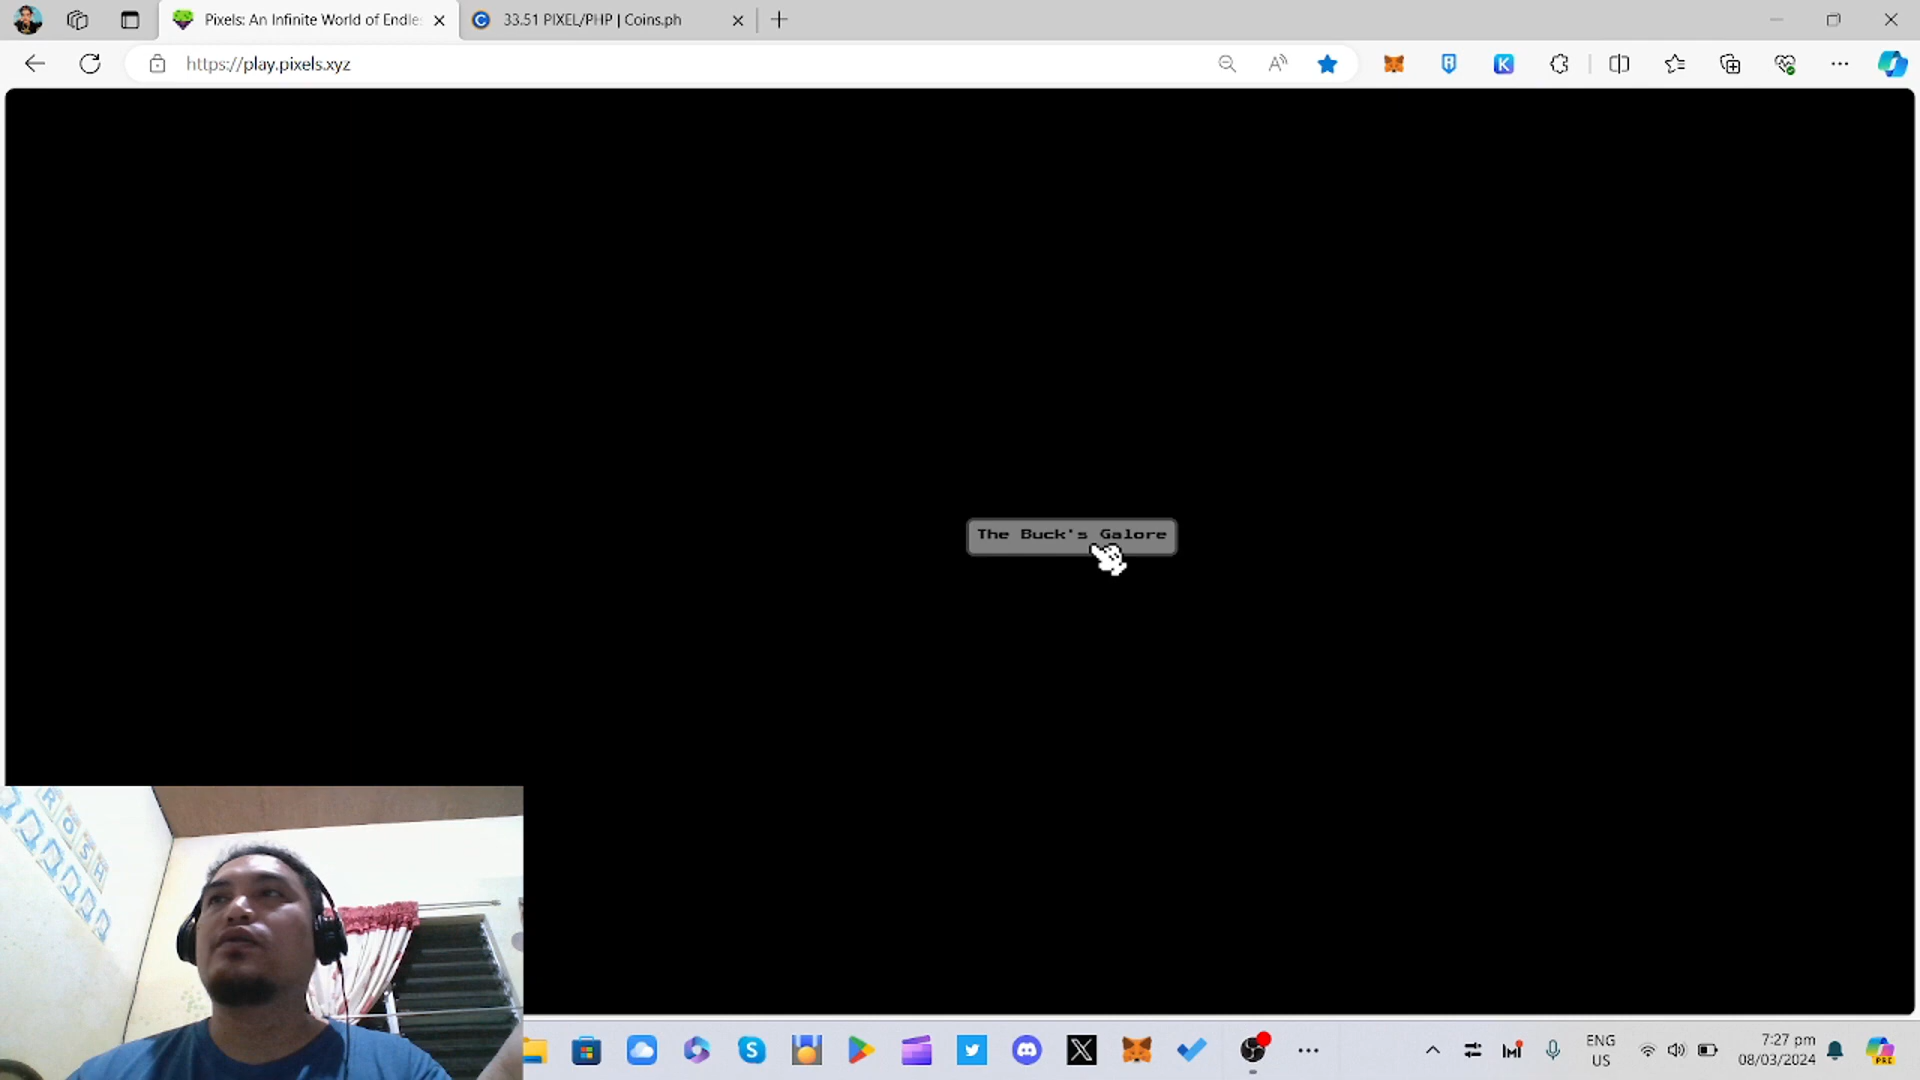 Pixels: An Infinite World of Endle
33.51 PIXEL/PHP | Coins.ph
https://play.pixels.xyz
The Buck's Galore
R
O
S
H
ENG
US
7:27 pm
08/03/2024
PRE